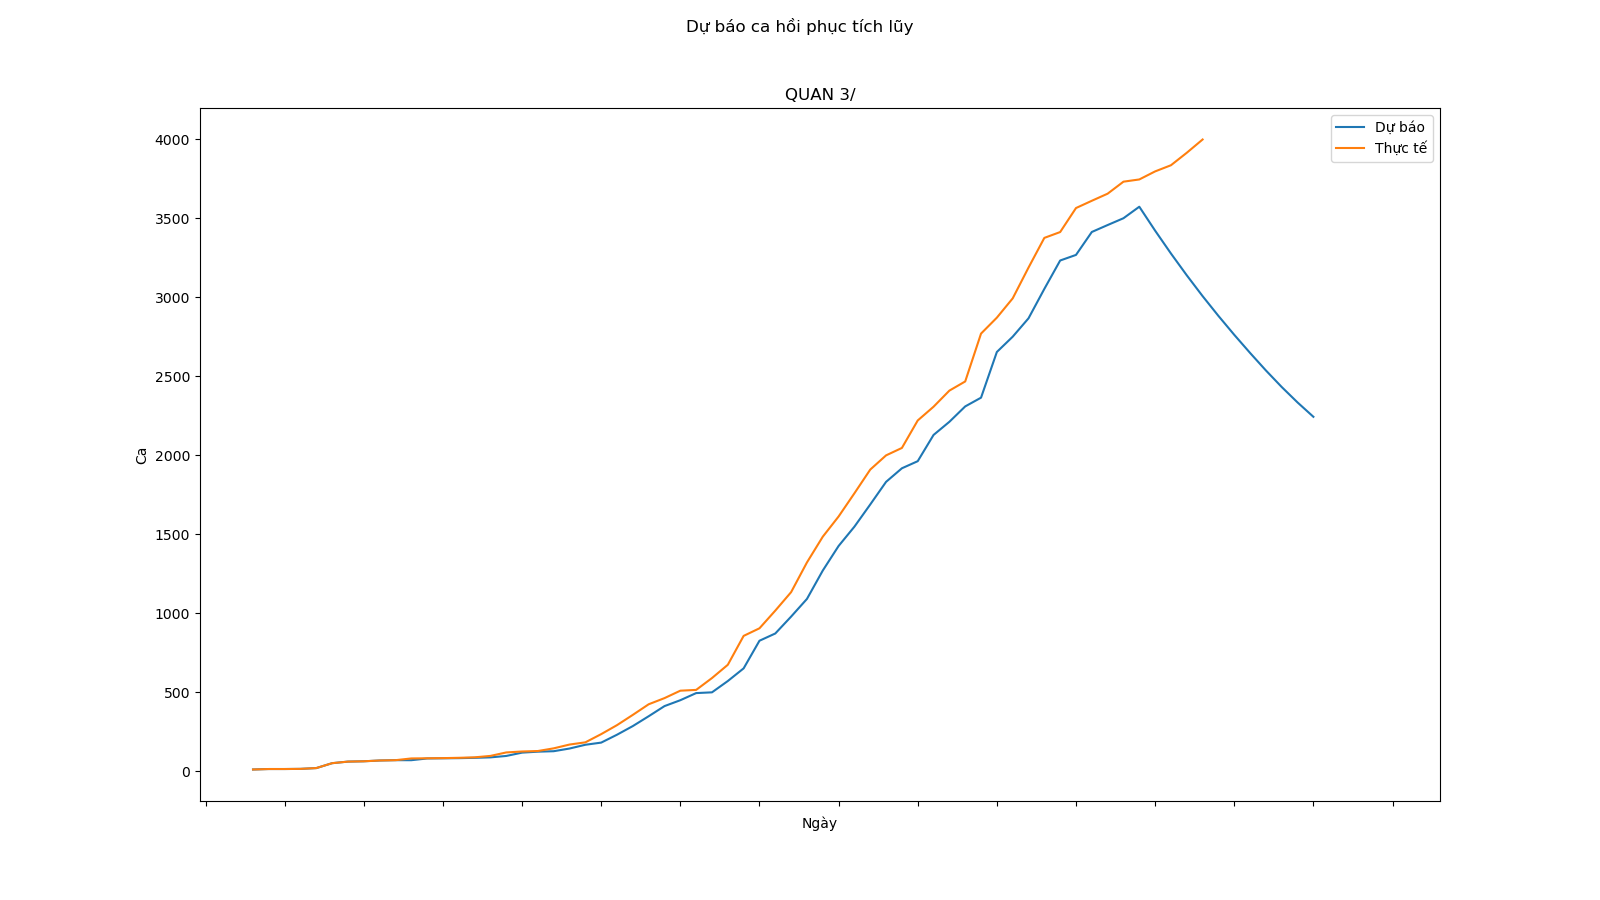 Dự báo ca hồi phục tích lũy
QUAN 3/
Dự báo
Thực tế
4000
3500
3000
2500
2000
1500
1000
500
0
Ca
Ngày